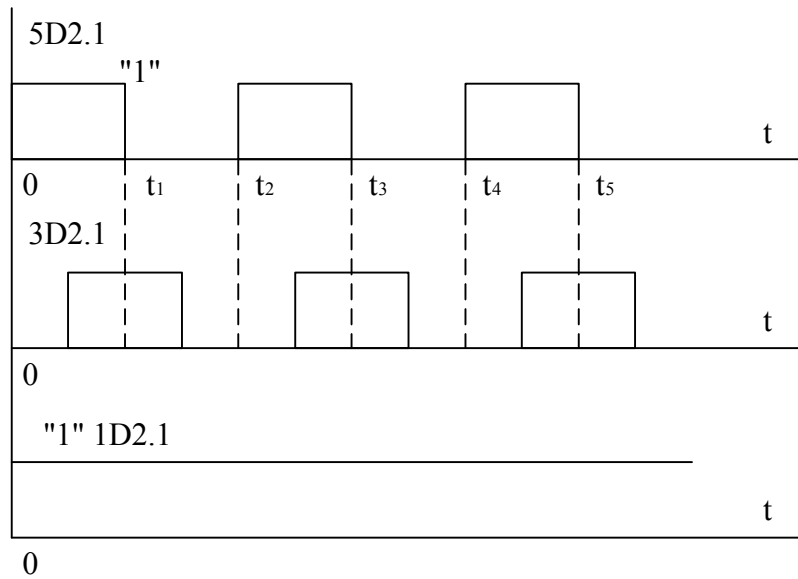 5D2.1
"1"
t
0 t₁ t₂ t₃ t₄ t₅
3D2.1
t
0
"1" 1D2.1
t
0